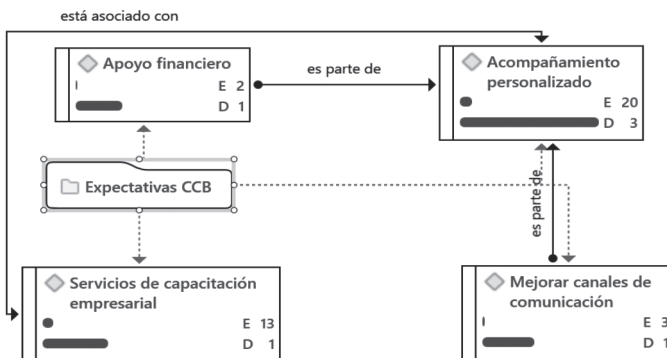 está asociado con
Apoyo financiero
E 2
D 1
es parte de
Acompañamiento
personalizado
E 20
D 3
Expectativas CCB
es parte de
Servicios de capacitación
empresarial
E 13
D 1
Mejorar canales de
comunicación
E 3
D 1